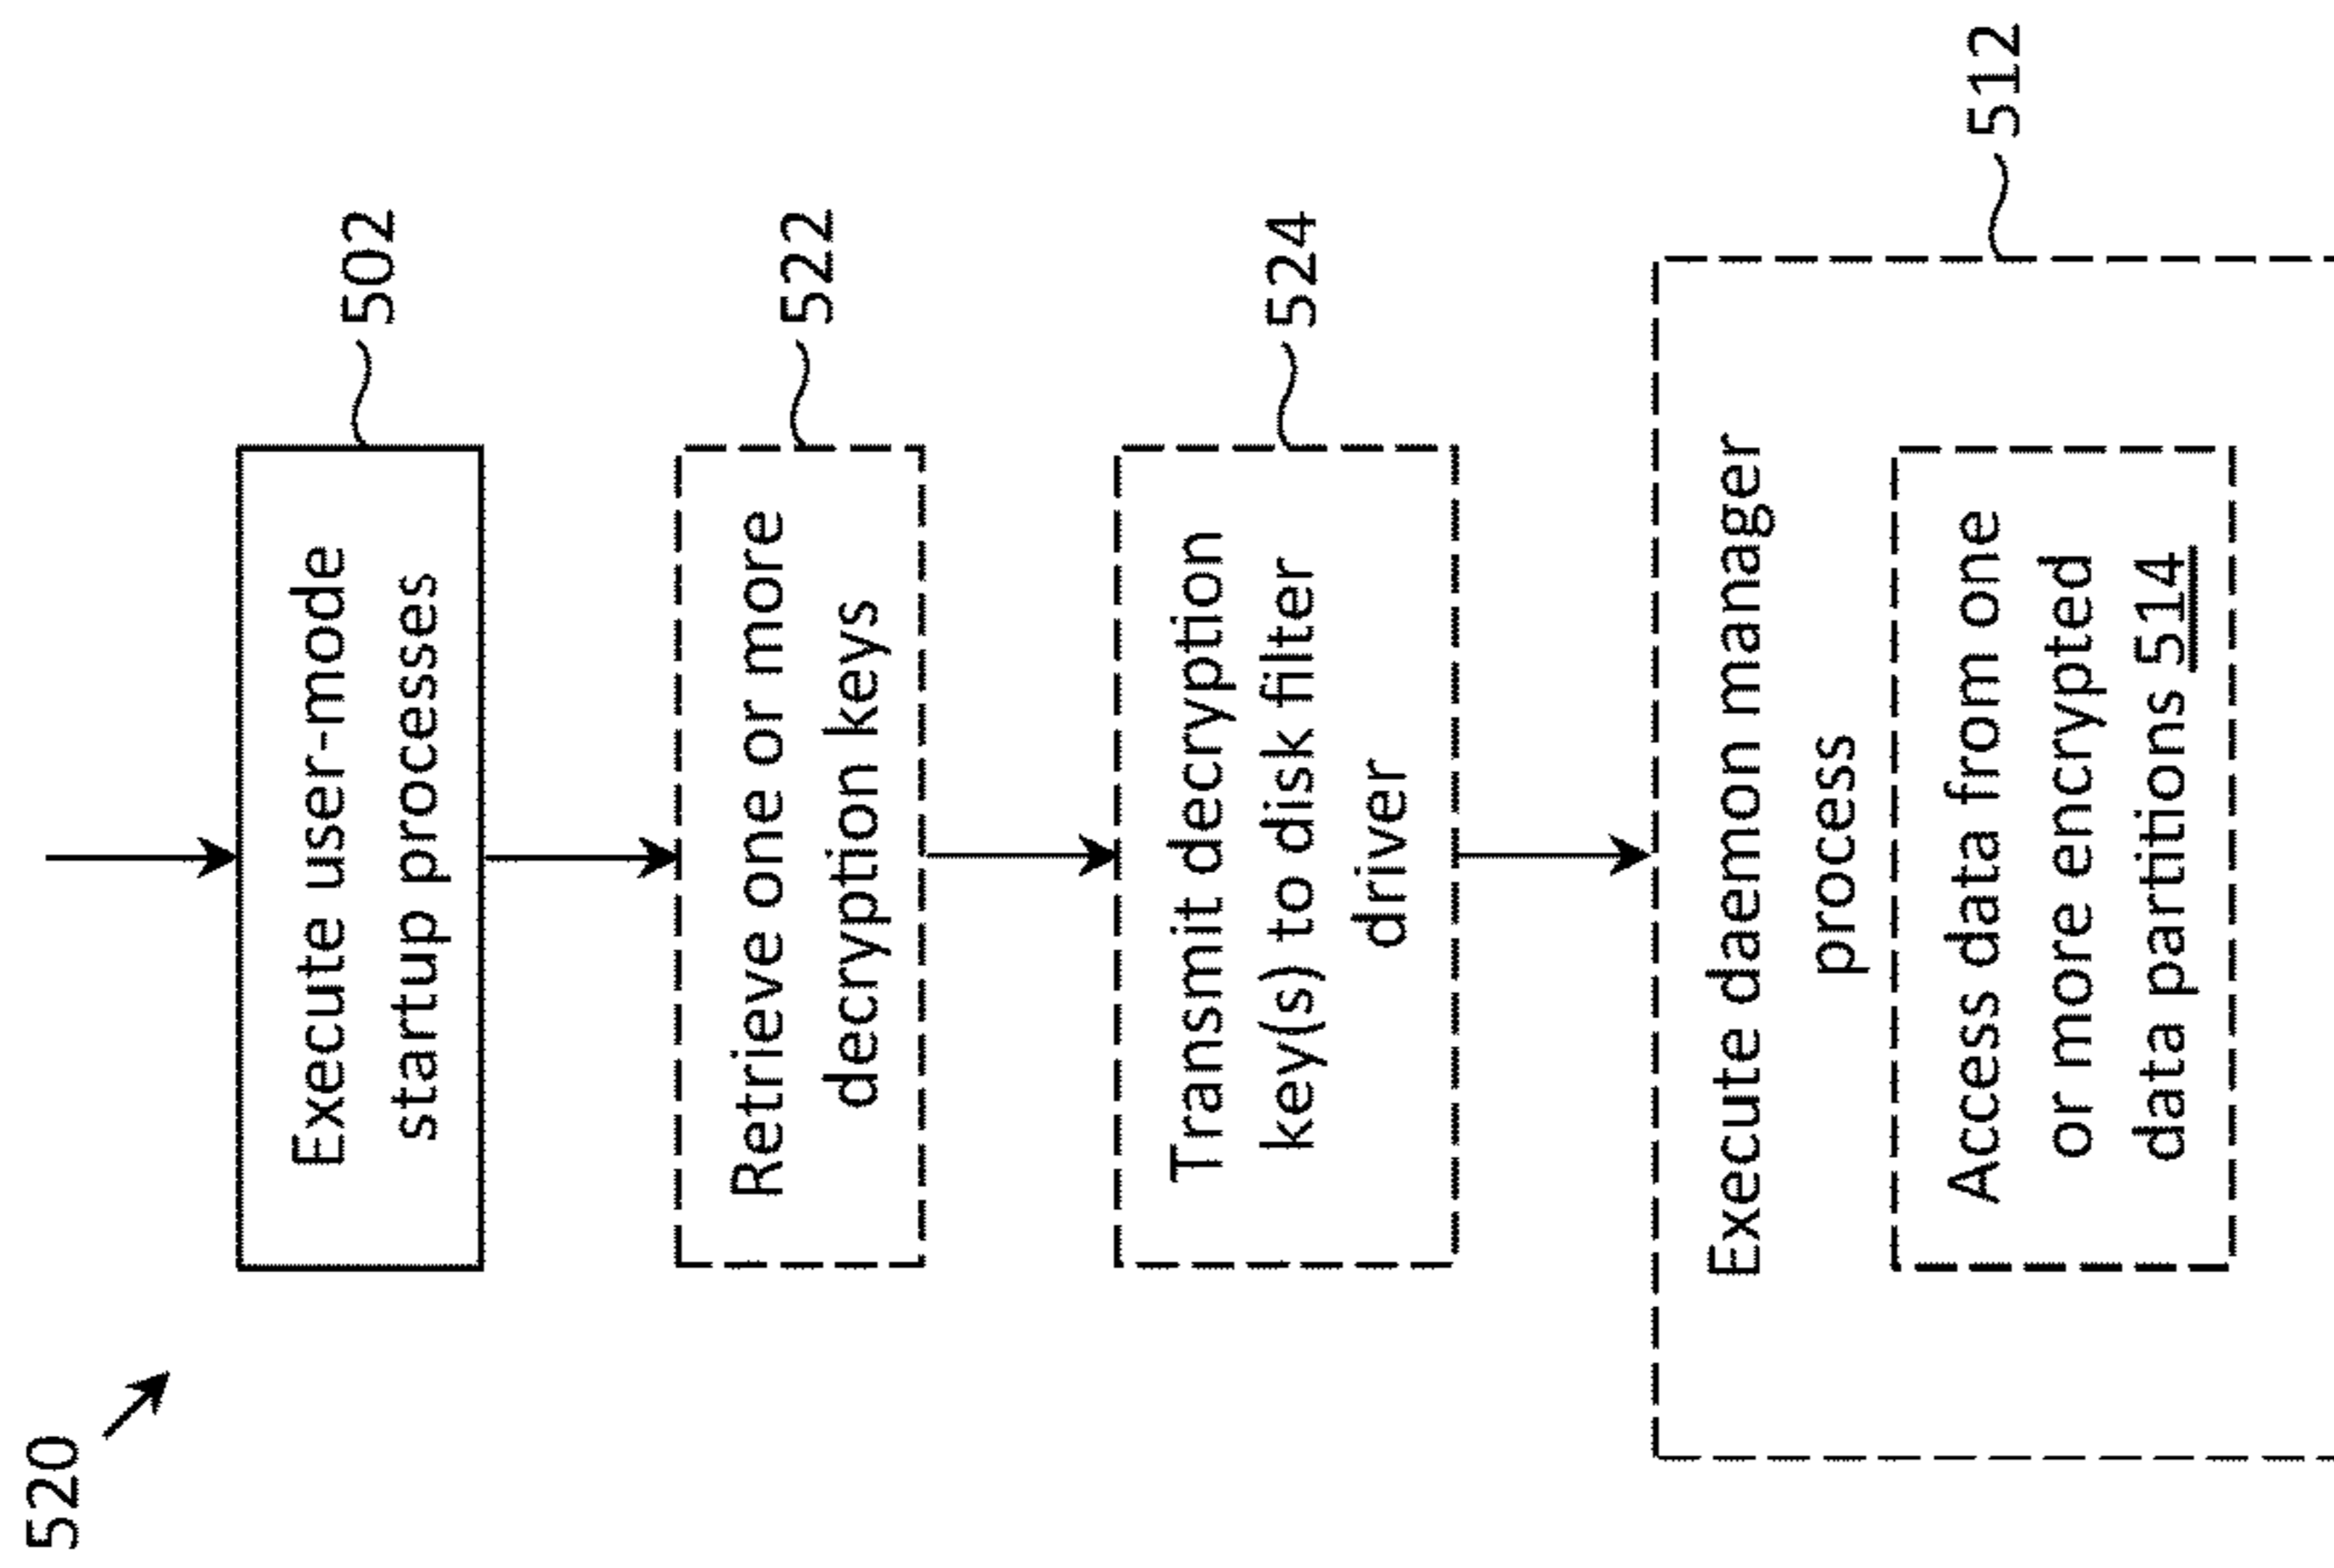 520
Execute user-mode
startup processes
502
Retrieve one or more
decryption keys
522
Transmit decryption
key(s) to disk filter
driver
524
Execute daemon manager
process
512
Access data from one
or more encrypted
data partitions 514